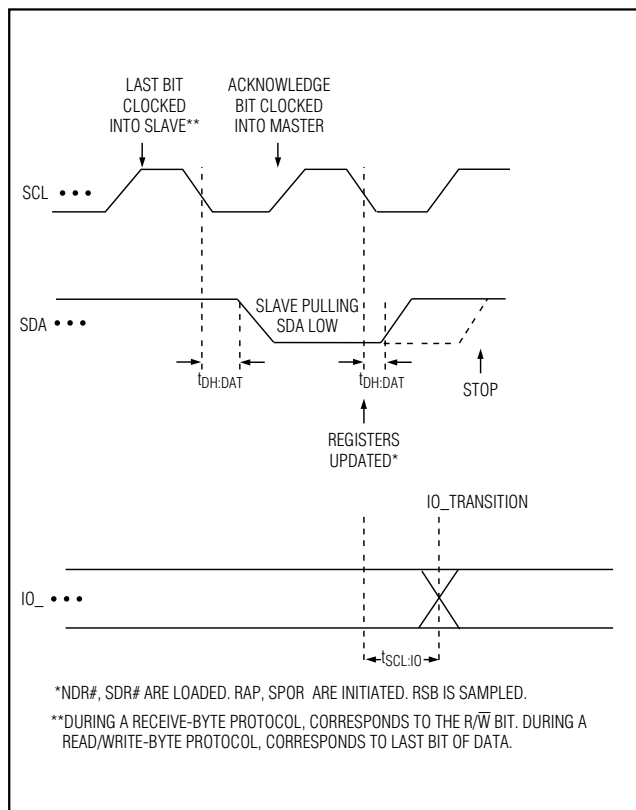 LAST BIT
CLOCKED
INTO SLAVE**
ACKNOWLEDGE
BIT CLOCKED
INTO MASTER
SCL • • •
SDA • • •
SLAVE PULLING
SDA LOW
tDH:DAT
tDH:DAT
STOP
REGISTERS
UPDATED*
IO_TRANSITION
IO_ • • •
tSCL:IO
*NDR#, SDR# ARE LOADED. RAP, SPOR ARE INITIATED. RSB IS SAMPLED.
**DURING A RECEIVE-BYTE PROTOCOL, CORRESPONDS TO THE R/W̅ BIT. DURING A
READ/WRITE-BYTE PROTOCOL, CORRESPONDS TO LAST BIT OF DATA.